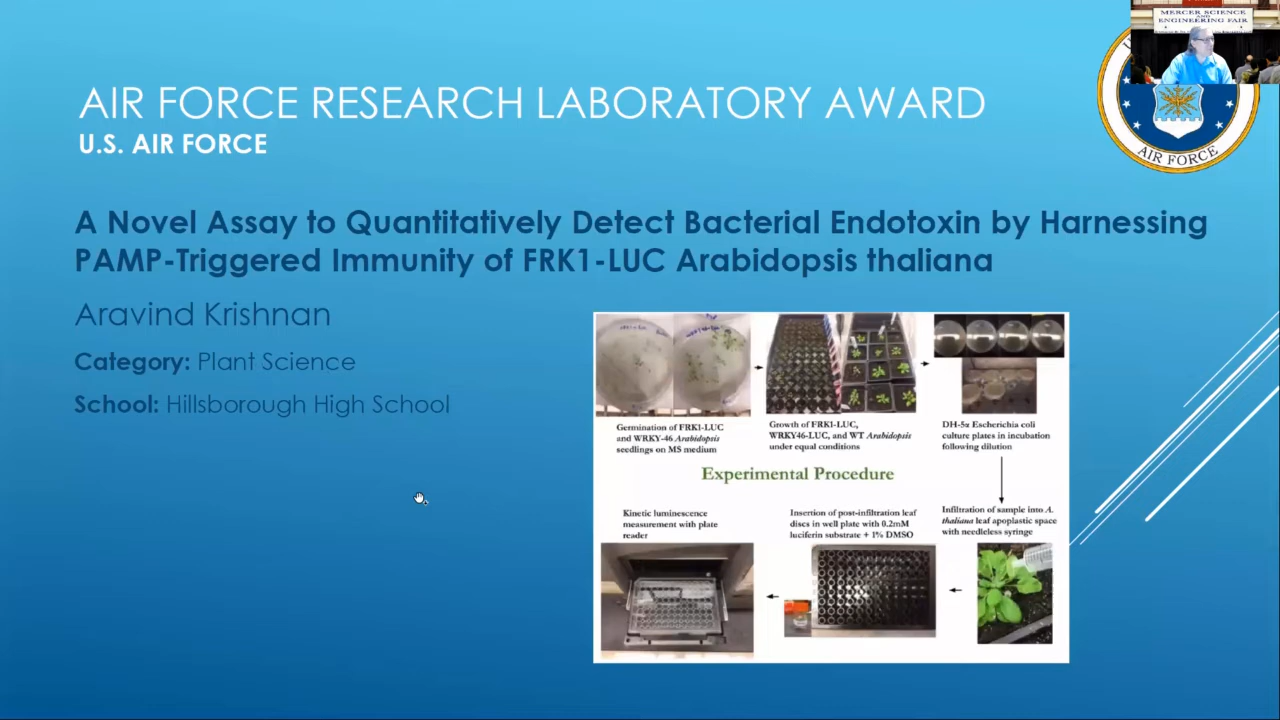 MERCER SCIENCE
AND
ENGINEERING FAIR
AIR FORCE RESEARCH LABORATORY AWARD
U.S. AIR FORCE
AIR FORCE
A Novel Assay to Quantitatively Detect Bacterial Endotoxin by Harnessing
PAMP-Triggered Immunity of FRK1-LUC Arabidopsis thaliana
Aravind Krishnan
Category: Plant Science
School: Hillsborough High School
Germination of FRK1-LUC
and WRKY-46 Arabidopsis
seedlings on MS medium
Growth of FRK1-LUC,
WRKY46-LUC, and WT Arabidopsis
under equal conditions
DH-5α Escherichia coli
culture plates in incubation
following dilution
Experimental Procedure
Kinetic luminescence
measurement with plate
reader
Insertion of post-infiltration leaf
discs in well plate with 0.2mM
luciferin substrate + 1% DMSO
Infiltration of sample into A.
thaliana leaf apoplastic space
with needleless syringe